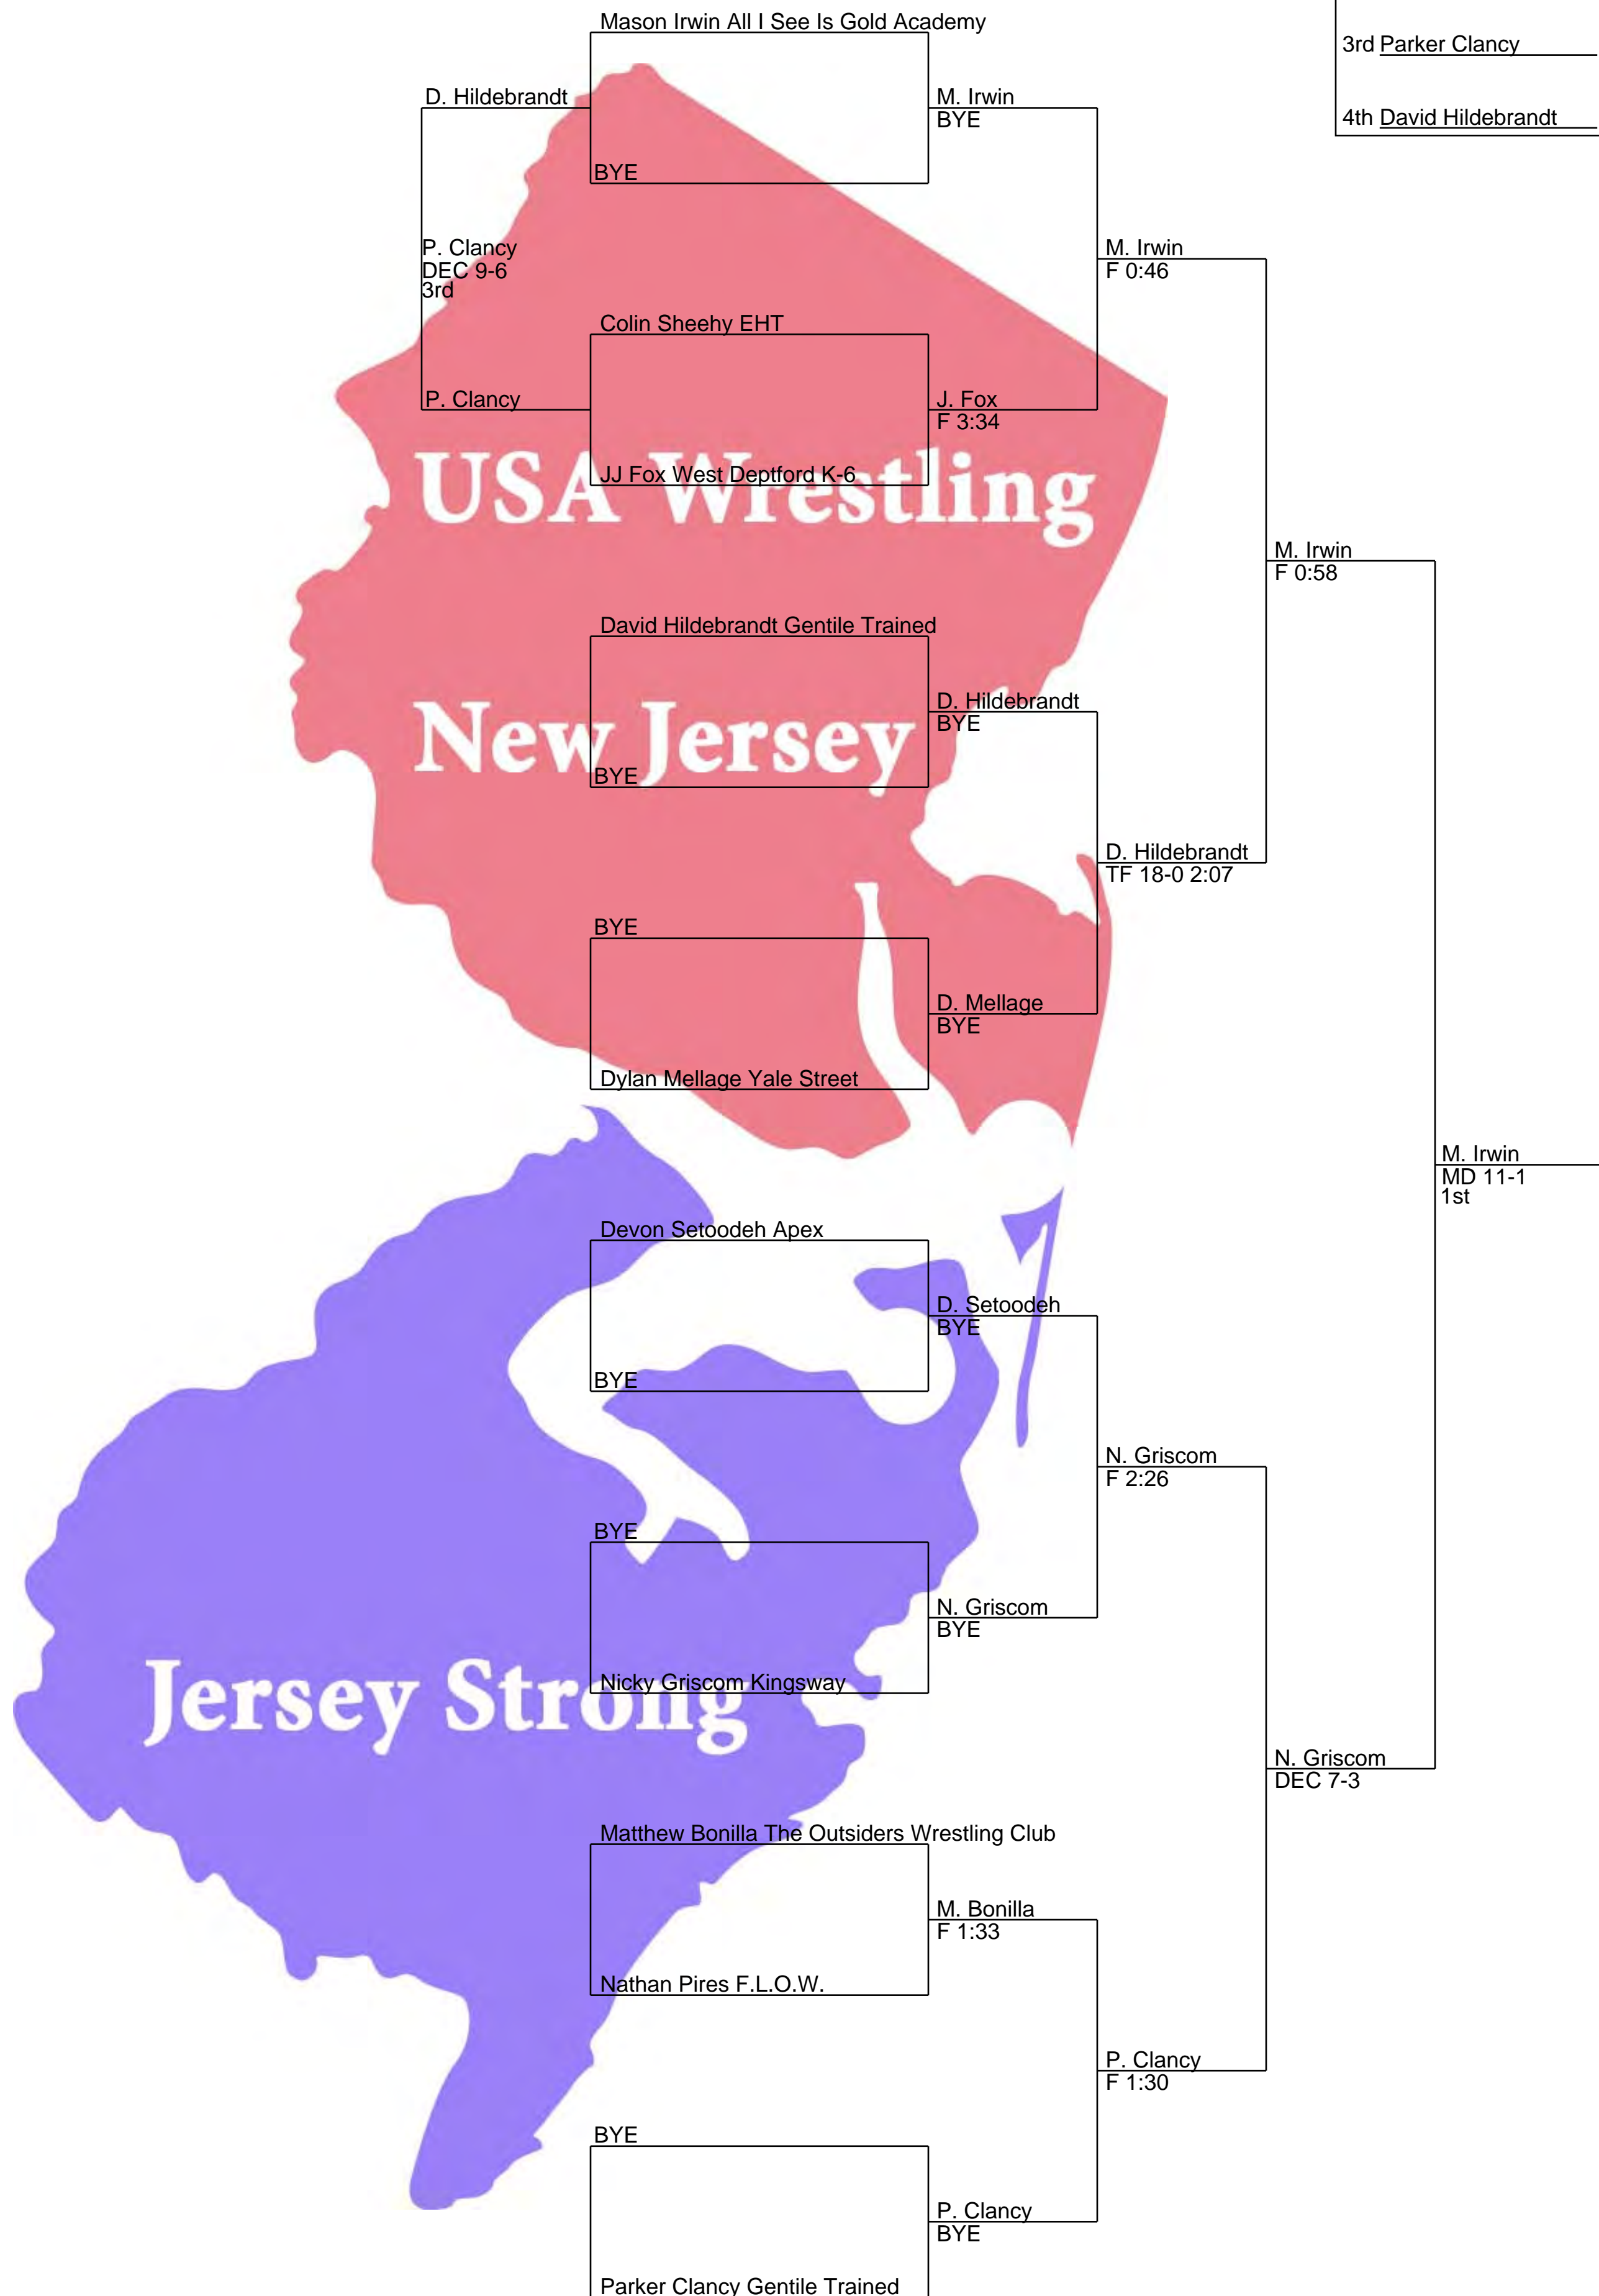 Mason Irwin All I See Is Gold Academy
3rd Parker Clancy
D. Hildebrandt
M. Irwin
BYE
4th David Hildebrandt
BYE
P. Clancy
DEC 9-6
3rd
M. Irwin
F 0:46
Colin Sheehy EHT
P. Clancy
J. Fox
F 3:34
JJ Fox West Deptford K-6
USA Wrestling
M. Irwin
F 0:58
David Hildebrandt Gentile Trained
D. Hildebrandt
BYE
New Jersey
BYE
D. Hildebrandt
TF 18-0 2:07
BYE
D. Mellage
BYE
Dylan Mellage Yale Street
M. Irwin
MD 11-1
1st
Devon Setoodeh Apex
D. Setoodeh
BYE
BYE
N. Griscom
F 2:26
BYE
N. Griscom
BYE
Nicky Griscom Kingsway
Jersey Strong
N. Griscom
DEC 7-3
Matthew Bonilla The Outsiders Wrestling Club
M. Bonilla
F 1:33
Nathan Pires F.L.O.W.
P. Clancy
F 1:30
BYE
P. Clancy
BYE
Parker Clancy Gentile Trained